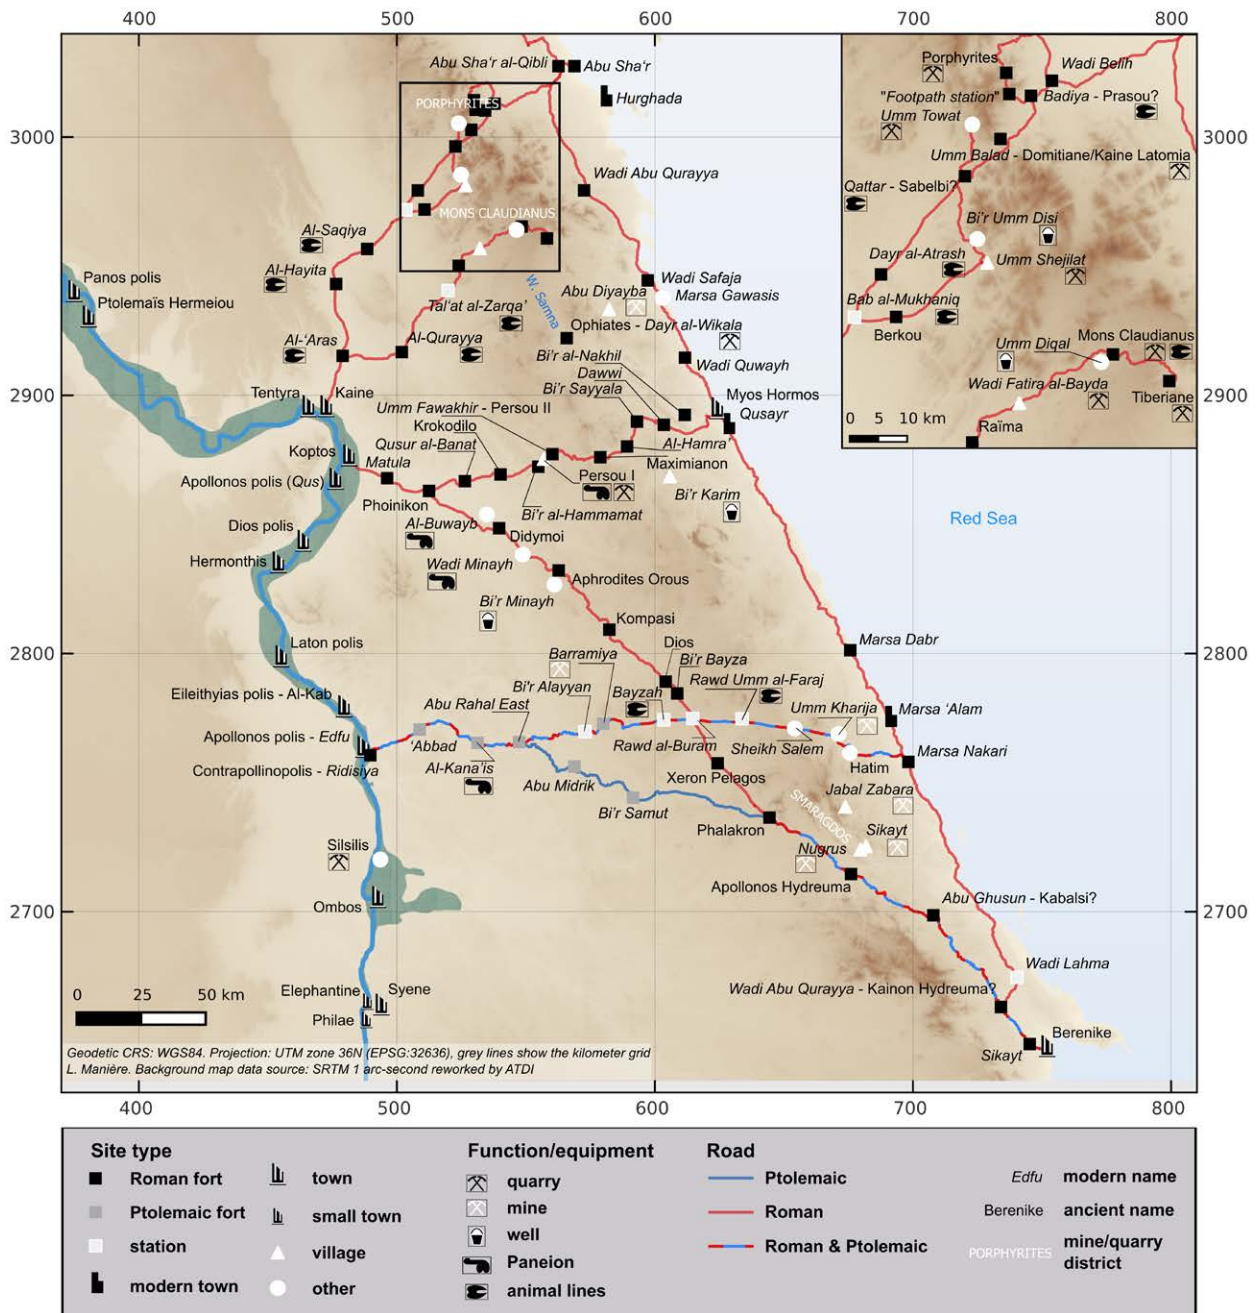 400
500
600
700
800
3000
2900
2800
2700
3000
2900
2800
2700
400
500
600
700
800
Abu Sha'r al-Qibli
Abu Sha'r
Hurghada
PORPHYRITES
Wadi Abu Qurayya
MONS CLAUDIANUS
Al-Saqiya
Al-Hayita
Panos polis
Ptolemaïs Hermeiou
Wadi Safaja
Marsa Gawasis
Abu Diyayba
Tal'at al-Zarqa'
W. Samna
Ophiates - Dayr al-Wikala
Al-'Aras
Al-Qurayya
Bi'r al-Nakhil
Wadi Quwayh
Dawwi
Bi'r Sayyala
Tentyra
Kaine
Myos Hormos
Qusayr
Umm Fawakhir - Persou II
Krokodilo
Qusur al-Banat
Al-Hamra'
Koptos
Matula
Maximianon
Persou I
Apollonos polis (Qus)
Phoinikon
Bi'r al-Hammamat
Bi'r Karim
Red Sea
Dios polis
Al-Buwayb
Didymoi
Hermonthis
Wadi Minayh
Aphrodites Orous
Bi'r Minayh
Kompasi
Laton polis
Marsa Dabr
Dios
Barramiya
Bi'r Bayza
Eileithyias polis - Al-Kab
Bi'r Alayyan
Bayzah
Rawd Umm al-Faraj
Abu Rahal East
Umm Kharija
Marsa 'Alam
Apollonos polis - Edfu
'Abbad
Rawd al-Buram
Sheikh Salem
Marsa Nakari
Contrapollinopolis - Ridisiya
Al-Kana'is
Hatim
Xeron Pelagos
Abu Midrik
Jabal Zabara
Bi'r Samut
SMARAGDOS
Phalakron
Sikayt
Silsilis
Nugrus
Apollonos Hydreuma
Ombos
Abu Ghusun - Kabalsi?
Wadi Lahma
Elephantine
Syene
Wadi Abu Qurayya - Kainon Hydreuma?
Philae
Berenike
Sikayt
0 25 50 km
Geodetic CRS: WGS84. Projection: UTM zone 36N (EPSG:32636), grey lines show the kilometer grid
L. Manière. Background map data source: SRTM 1 arc-second reworked by ATDI
Porphyrites
Wadi Belih
"Footpath station"
Badiya - Prasou?
Umm Towat
Umm Balad - Domitiane/Kaine Latomia
Qattar - Sabelbi?
Bi'r Umm Disi
Dayr al-Atrash
Umm Shejilat
Bab al-Mukhaniq
Berkou
Mons Claudianus
Umm Diqal
Wadi Fatira al-Bayda
Tiberiane
0 5 10 km
Raïma
Site type
Roman fort
Ptolemaic fort
station
modern town
town
small town
village
other
Function/equipment
quarry
mine
well
Paneion
animal lines
Road
Ptolemaic
Roman
Roman & Ptolemaic
Edfu modern name
Berenike ancient name
PORPHYRITES mine/quarry
district